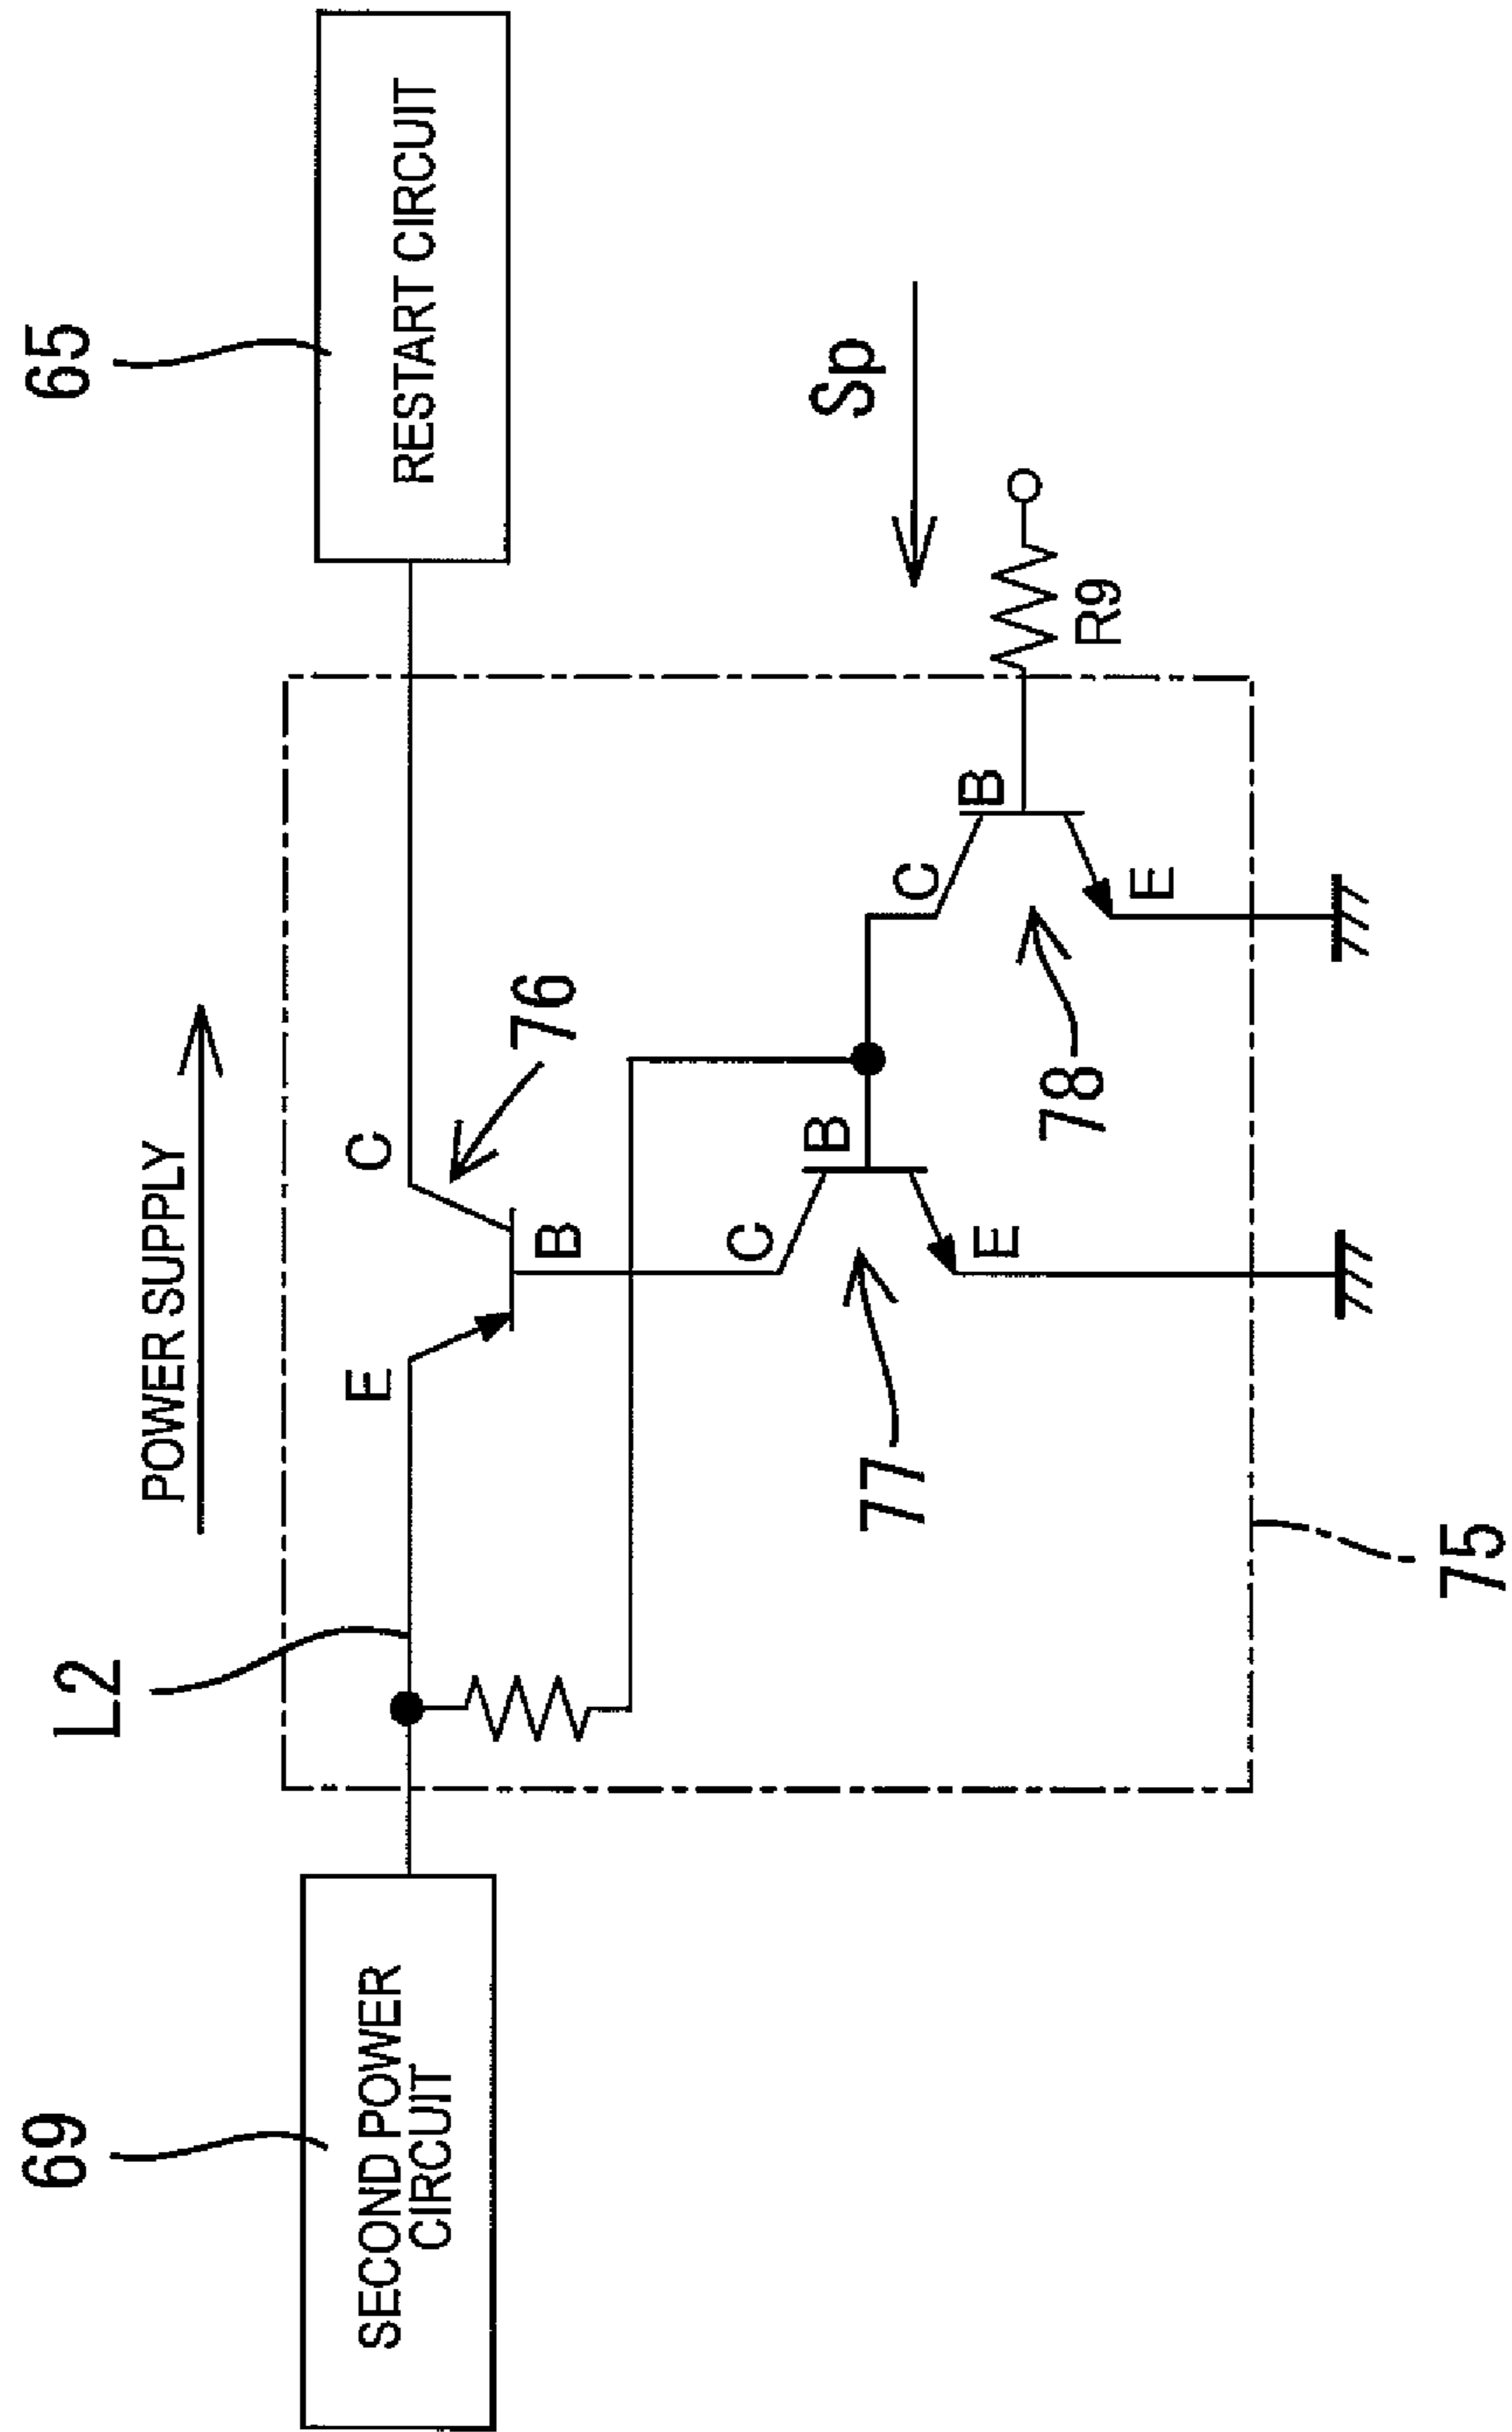 69
SECOND POWER
CIRCUIT
L2
POWER SUPPLY
65
RESTART CIRCUIT
E
C
B
76
C
B
E
77
C
B
E
78
Sp
R9
75